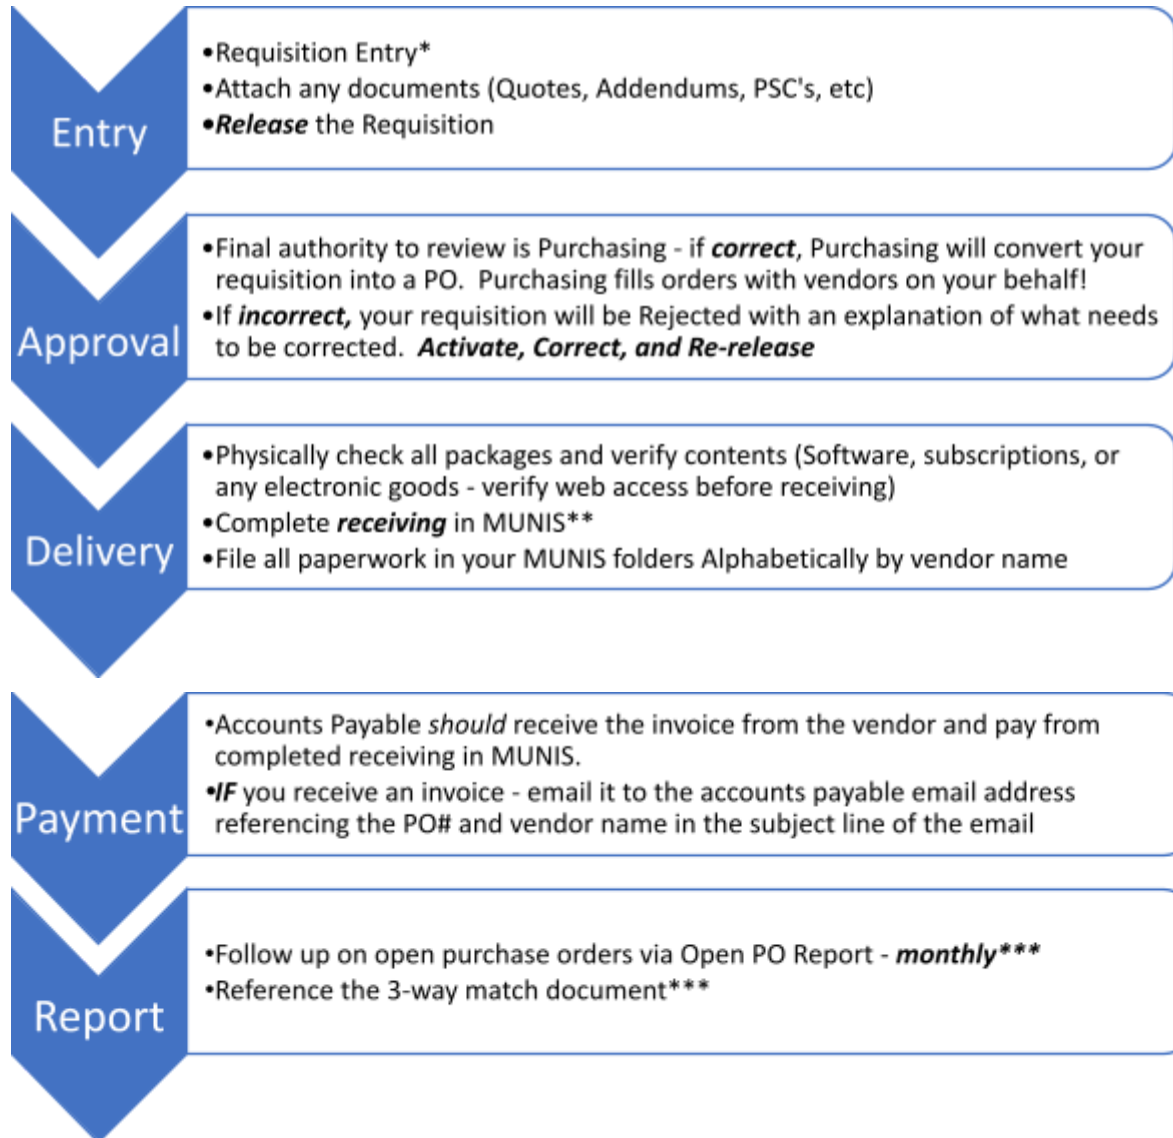 Entry
•Requisition Entry*
•Attach any documents (Quotes, Addendums, PSC's, etc)
•Release the Requisition
Approval
•Final authority to review is Purchasing - if correct, Purchasing will convert your
requisition into a PO.  Purchasing fills orders with vendors on your behalf!
•If incorrect, your requisition will be Rejected with an explanation of what needs
to be corrected.  Activate, Correct, and Re-release
Delivery
•Physically check all packages and verify contents (Software, subscriptions, or
any electronic goods - verify web access before receiving)
•Complete receiving in MUNIS**
•File all paperwork in your MUNIS folders Alphabetically by vendor name
Payment
•Accounts Payable should receive the invoice from the vendor and pay from
completed receiving in MUNIS.
•IF you receive an invoice - email it to the accounts payable email address
referencing the PO# and vendor name in the subject line of the email
Report
•Follow up on open purchase orders via Open PO Report - monthly***
•Reference the 3-way match document***